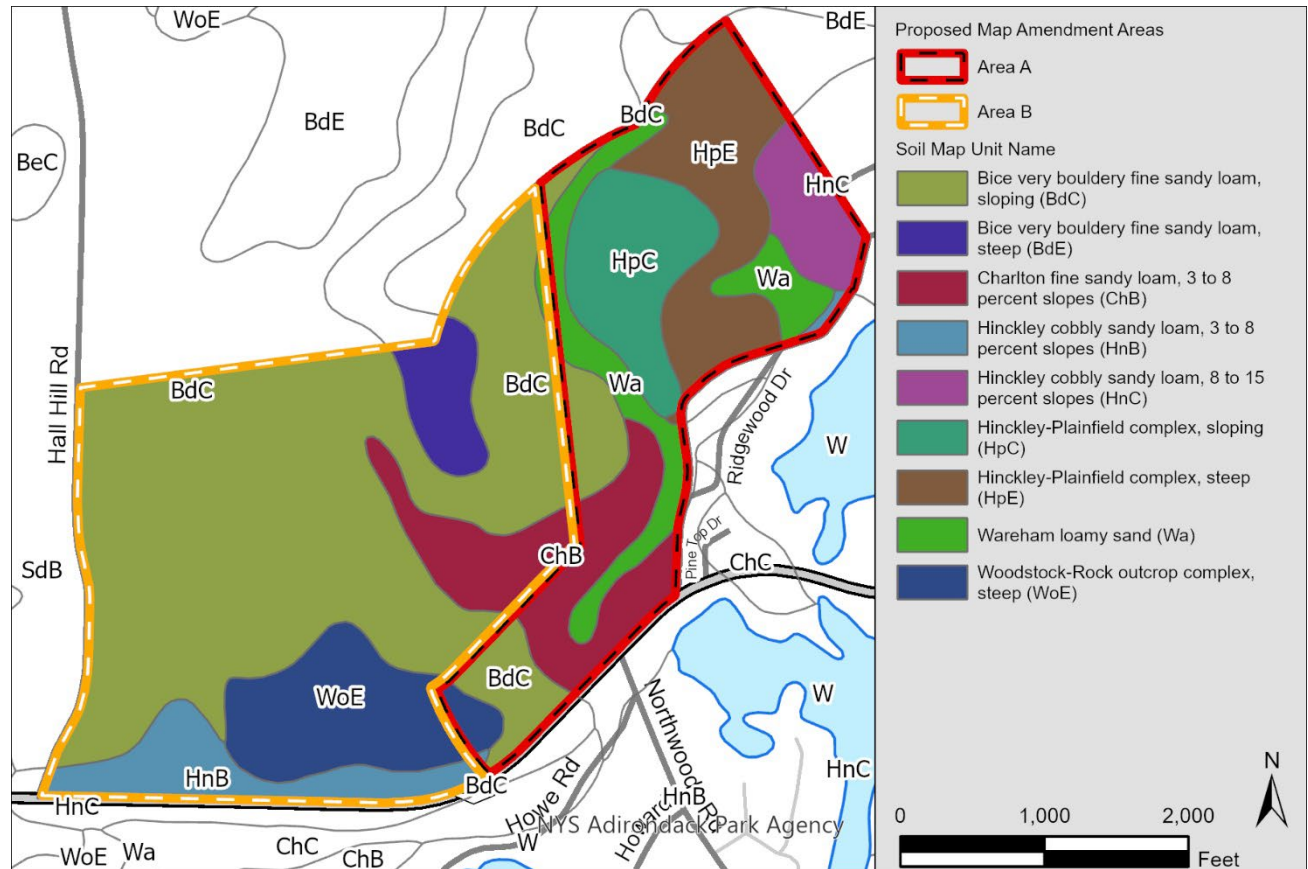 WoE
BdE
BdE
BdC
BdC
BeC
HpE
HnC
HpC
Wa
Hall Hill Rd
BdC
BdC
Wa
Ridgewood Dr
W
Pine Top Dr
ChB
ChC
SdB
BdC
WoE
W
Northwood Rd
HnB
BdC
HnC
HnC
Howe Rd
HnB
NYS Adirondack Park Agency
W
ChC
ChB
WoE
Wa
Proposed Map Amendment Areas
Area A
Area B
Soil Map Unit Name
Bice very bouldery fine sandy loam,
sloping (BdC)
Bice very bouldery fine sandy loam,
steep (BdE)
Charlton fine sandy loam, 3 to 8
percent slopes (ChB)
Hinckley cobbly sandy loam, 3 to 8
percent slopes (HnB)
Hinckley cobbly sandy loam, 8 to 15
percent slopes (HnC)
Hinckley-Plainfield complex, sloping
(HpC)
Hinckley-Plainfield complex, steep
(HpE)
Wareham loamy sand (Wa)
Woodstock-Rock outcrop complex,
steep (WoE)
N
0 1,000 2,000
Feet